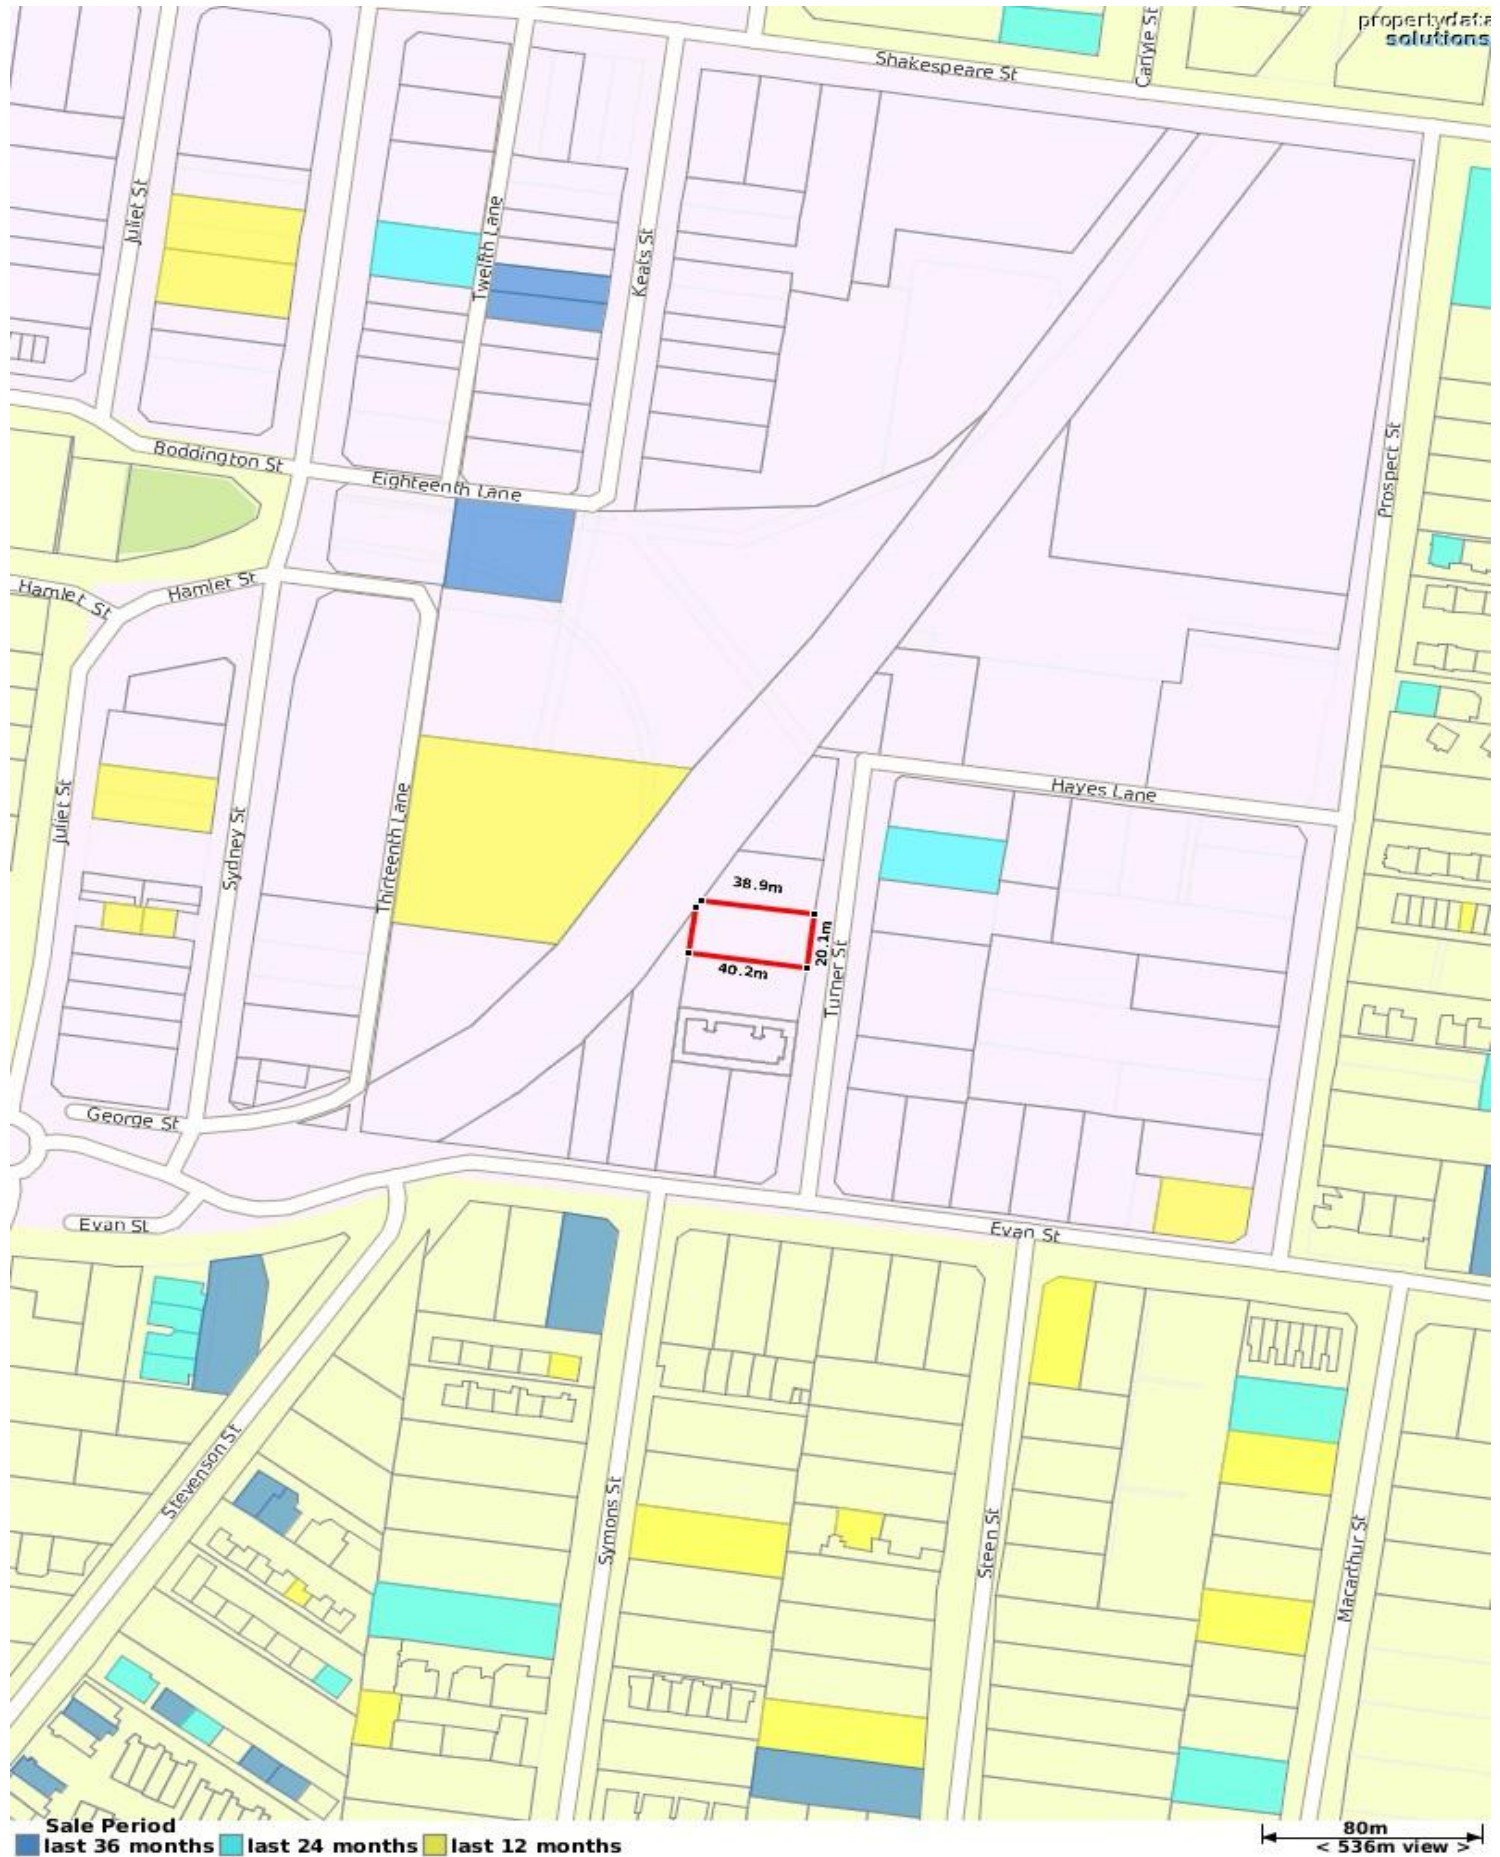 propertydata
solutions
Carlyle St
Shakespeare St
Juliet St
Twelfth Lane
Keats St
Prospect St
Boddington St
Eighteenth Lane
Hamlet St
Hamlet St
Hayes Lane
Juliet St
Sydney St
Thirteenth Lane
38.9m
20.1m
40.2m
Turner St
George St
Evan St
Evan St
Stevenson St
Symons St
Steen St
Macarthur St
Sale Period
last 36 months last 24 months last 12 months
80m
< 536m view >